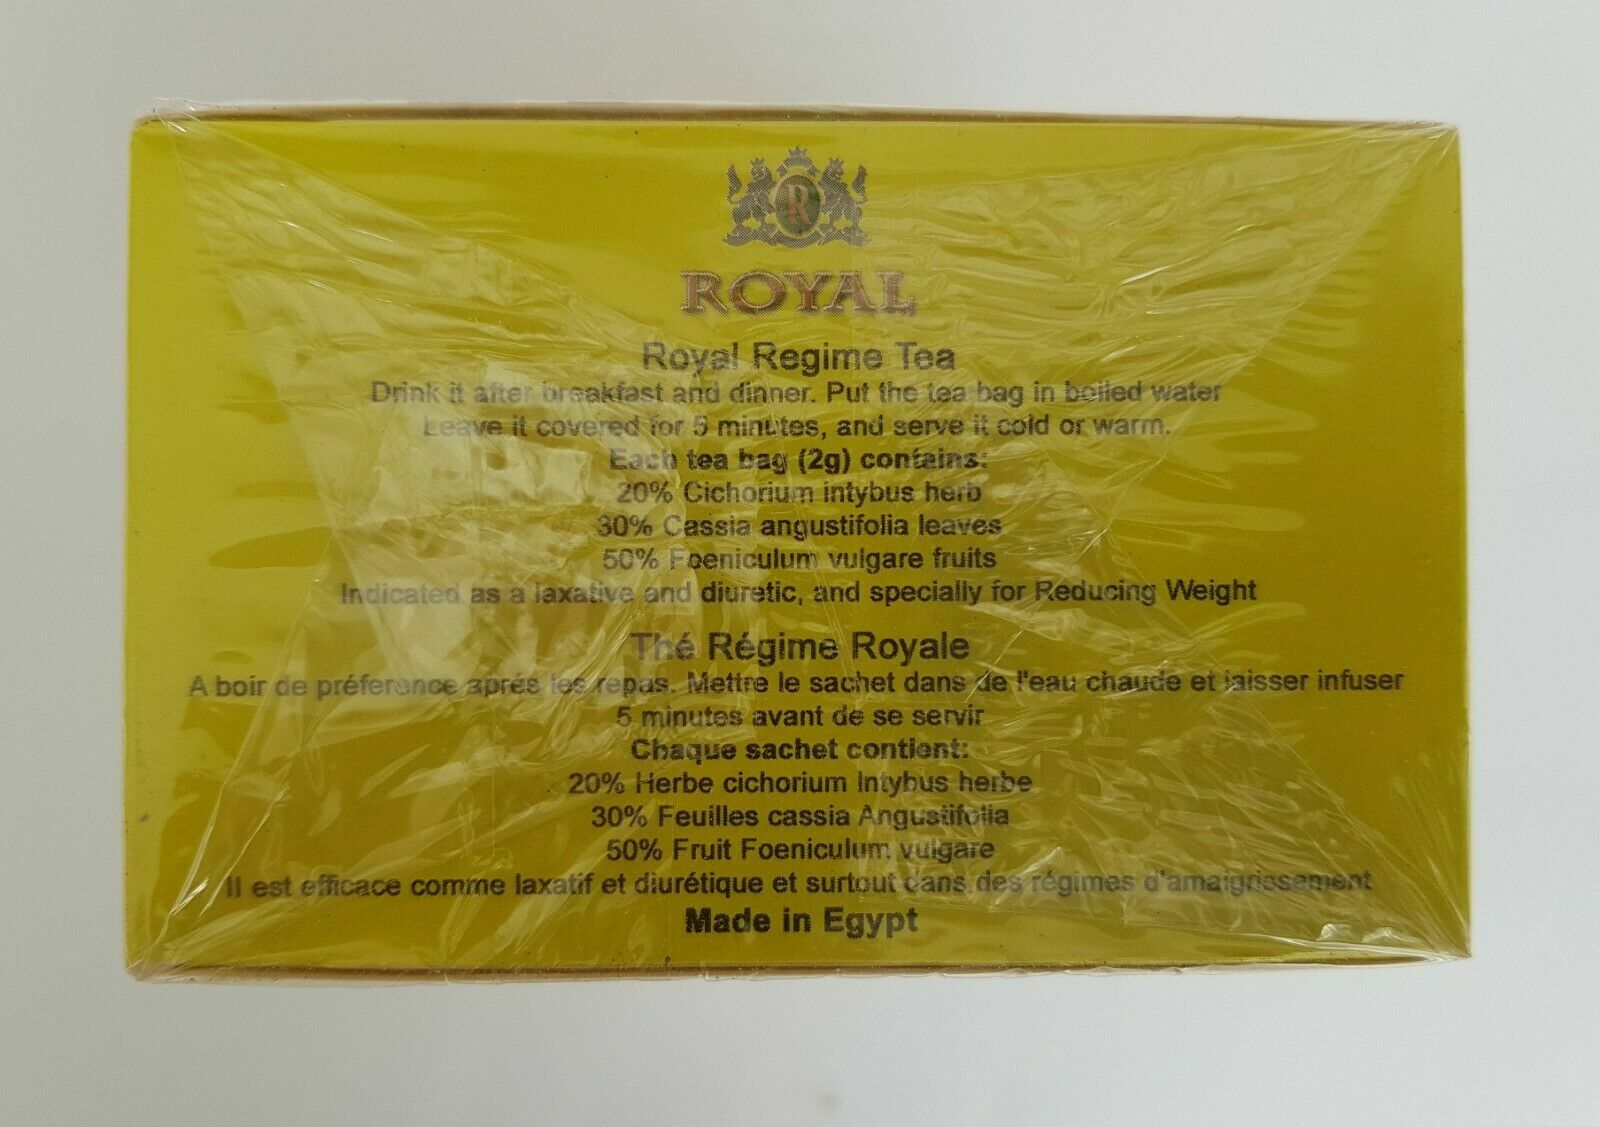 R
ROYAL
Royal Regime Tea
Drink it after breakfast and dinner. Put the tea bag in boiled water
Leave it covered for 5 minutes, and serve it cold or warm.
Each tea bag (2g) contains:
20% Cichorium intybus herb
30% Cassia angustifolia leaves
50% Foeniculum vulgare fruits
Indicated as a laxative and diuretic, and specially for Reducing Weight
Thé Régime Royale
A boir de préference aprés les repas. Mettre le sachet dans de l'eau chaude et laisser infuser
5 minutes avant de se servir
Chaque sachet contient:
20% Herbe cichorium Intybus herbe
30% Feuilles cassia Angustifolia
50% Fruit Foeniculum vulgare
Il est efficace comme laxatif et diurétique et surtout dans des régimes d'amaigrissement
Made in Egypt